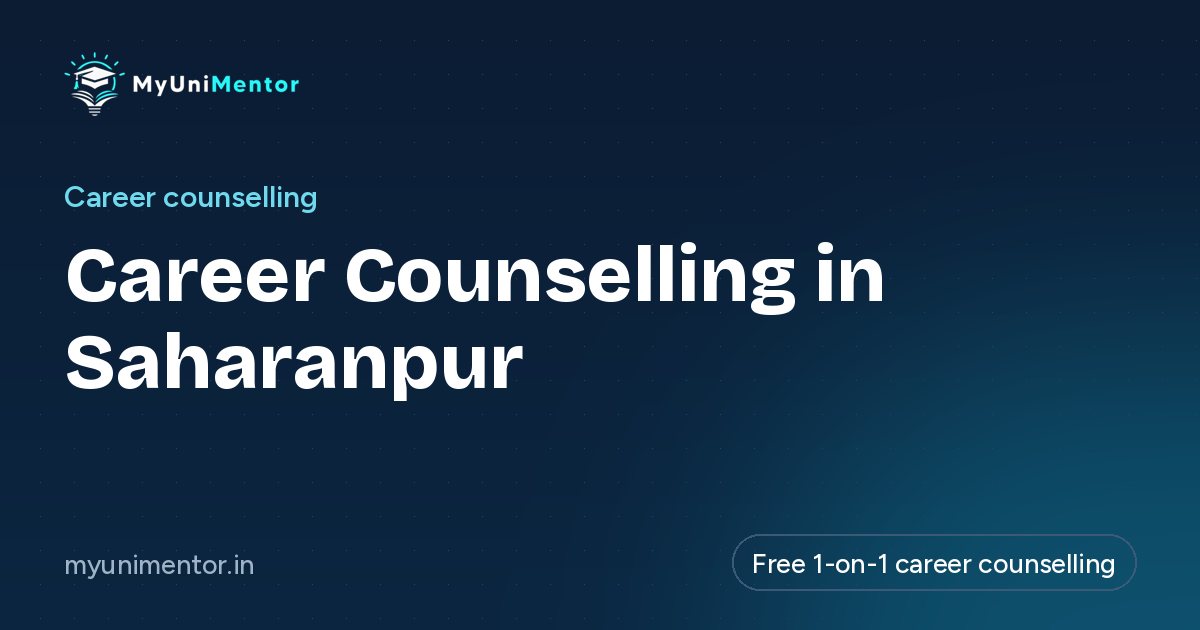 MyUniMentor
Career counselling
Career Counselling in
Saharanpur
myunimentor.in
Free 1-on-1 career counselling